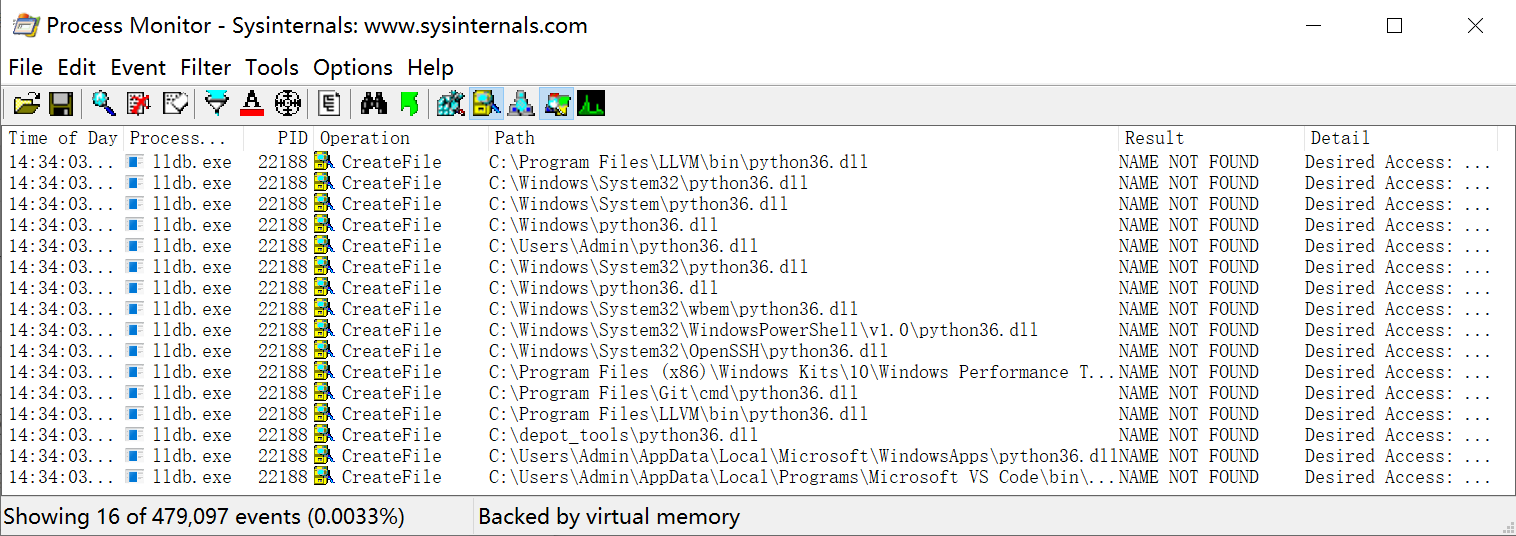 Process Monitor - Sysinternals: www.sysinternals.com
File Edit Event Filter Tools Options Help
Time of Day Process... PID Operation Path Result Detail
14:34:03... lldb.exe 22188 CreateFile C:\Program Files\LLVM\bin\python36.dll NAME NOT FOUND Desired Access: ...
14:34:03... lldb.exe 22188 CreateFile C:\Windows\System32\python36.dll NAME NOT FOUND Desired Access: ...
14:34:03... lldb.exe 22188 CreateFile C:\Windows\System\python36.dll NAME NOT FOUND Desired Access: ...
14:34:03... lldb.exe 22188 CreateFile C:\Windows\python36.dll NAME NOT FOUND Desired Access: ...
14:34:03... lldb.exe 22188 CreateFile C:\Users\Admin\python36.dll NAME NOT FOUND Desired Access: ...
14:34:03... lldb.exe 22188 CreateFile C:\Windows\System32\python36.dll NAME NOT FOUND Desired Access: ...
14:34:03... lldb.exe 22188 CreateFile C:\Windows\python36.dll NAME NOT FOUND Desired Access: ...
14:34:03... lldb.exe 22188 CreateFile C:\Windows\System32\wbem\python36.dll NAME NOT FOUND Desired Access: ...
14:34:03... lldb.exe 22188 CreateFile C:\Windows\System32\WindowsPowerShell\v1.0\python36.dll NAME NOT FOUND Desired Access: ...
14:34:03... lldb.exe 22188 CreateFile C:\Windows\System32\OpenSSH\python36.dll NAME NOT FOUND Desired Access: ...
14:34:03... lldb.exe 22188 CreateFile C:\Program Files (x86)\Windows Kits\10\Windows Performance T... NAME NOT FOUND Desired Access: ...
14:34:03... lldb.exe 22188 CreateFile C:\Program Files\Git\cmd\python36.dll NAME NOT FOUND Desired Access: ...
14:34:03... lldb.exe 22188 CreateFile C:\Program Files\LLVM\bin\python36.dll NAME NOT FOUND Desired Access: ...
14:34:03... lldb.exe 22188 CreateFile C:\depot_tools\python36.dll NAME NOT FOUND Desired Access: ...
14:34:03... lldb.exe 22188 CreateFile C:\Users\Admin\AppData\Local\Microsoft\WindowsApps\python36.dll NAME NOT FOUND Desired Access: ...
14:34:03... lldb.exe 22188 CreateFile C:\Users\Admin\AppData\Local\Programs\Microsoft VS Code\bin\... NAME NOT FOUND Desired Access: ...
Showing 16 of 479,097 events (0.0033%) Backed by virtual memory